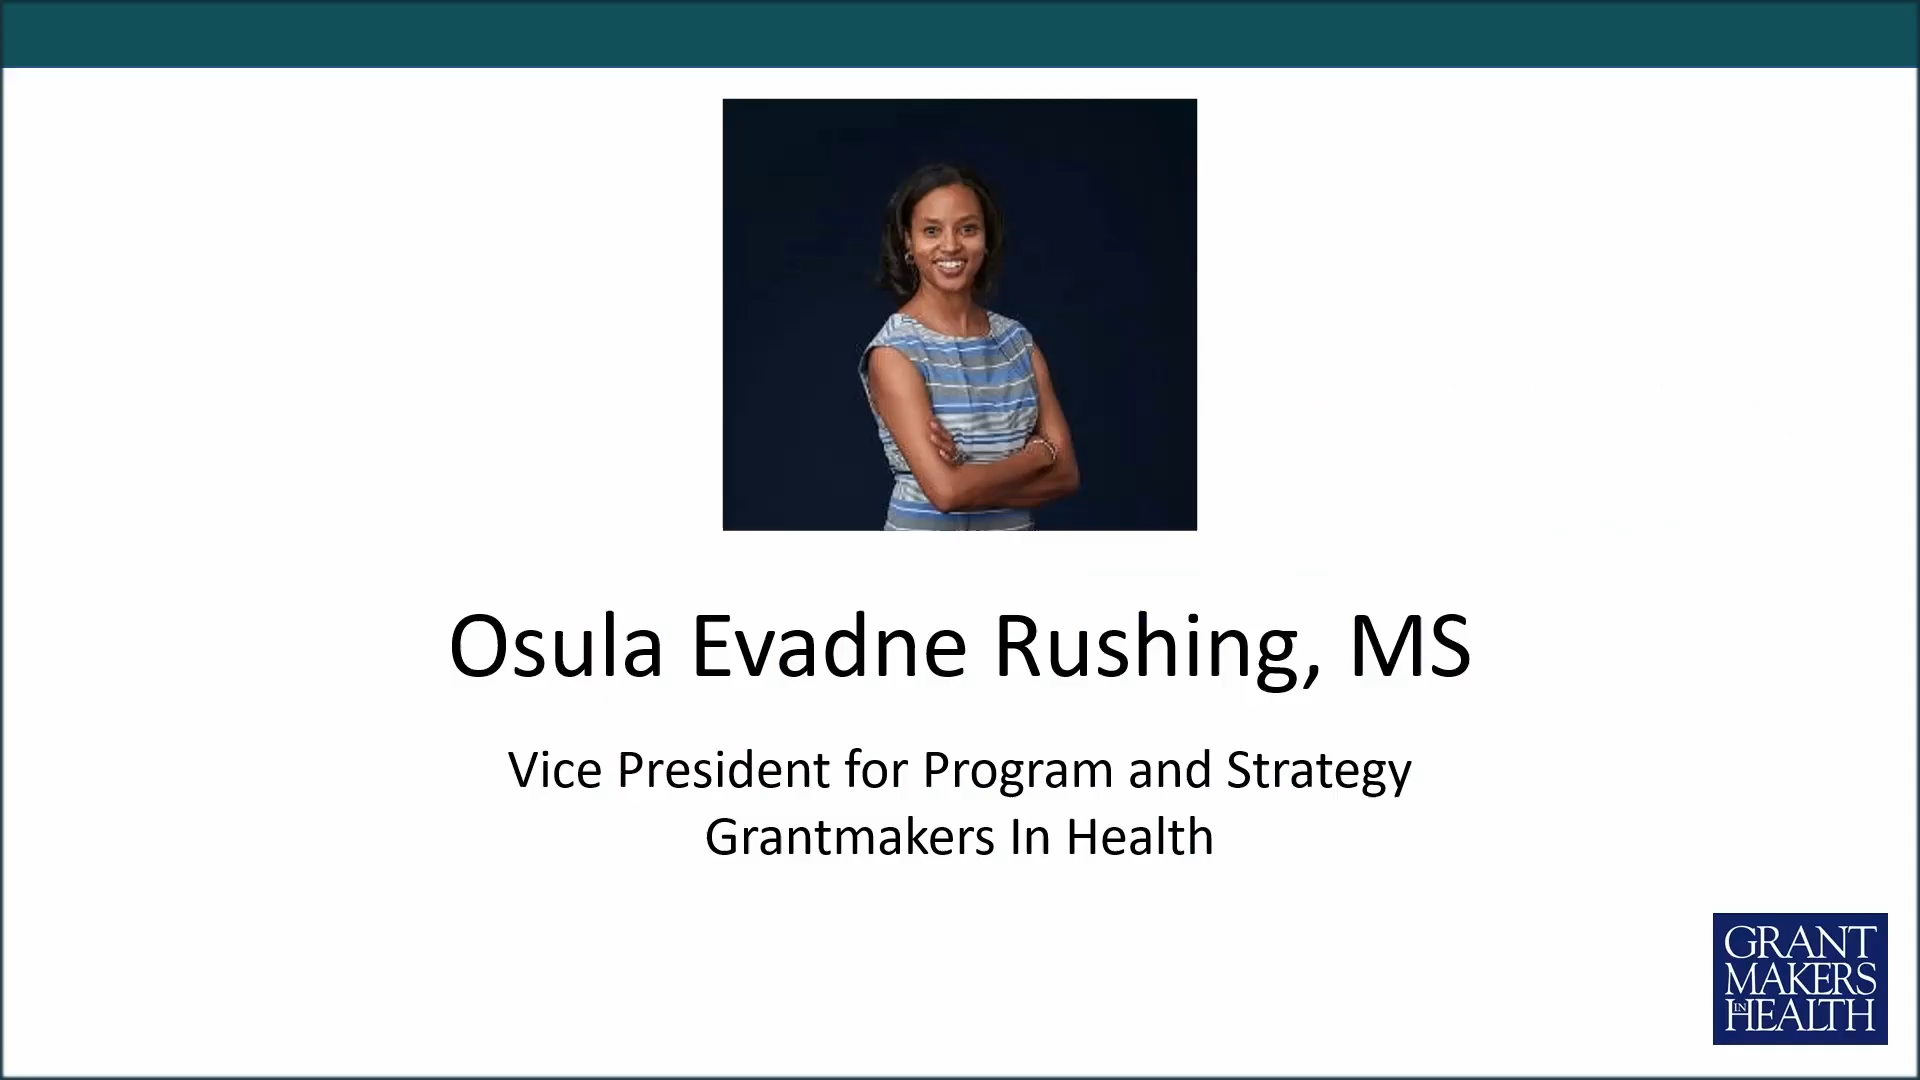 Osula Evadne Rushing, MS
Vice President for Program and Strategy
Grantmakers In Health
GRANT
MAKERS
IN HEALTH